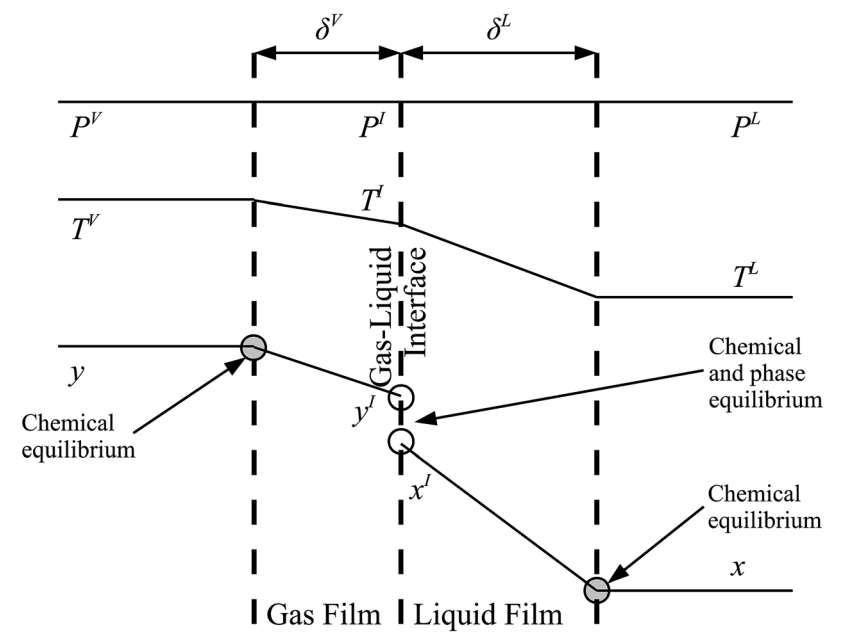 δ^V δ^L
P^V P^I P^L
T^I
T^V
T^L
Gas-Liquid
Interface
Chemical
and phase
equilibrium
y
y^I
Chemical
equilibrium
x^I
Chemical
equilibrium
x
Gas Film Liquid Film